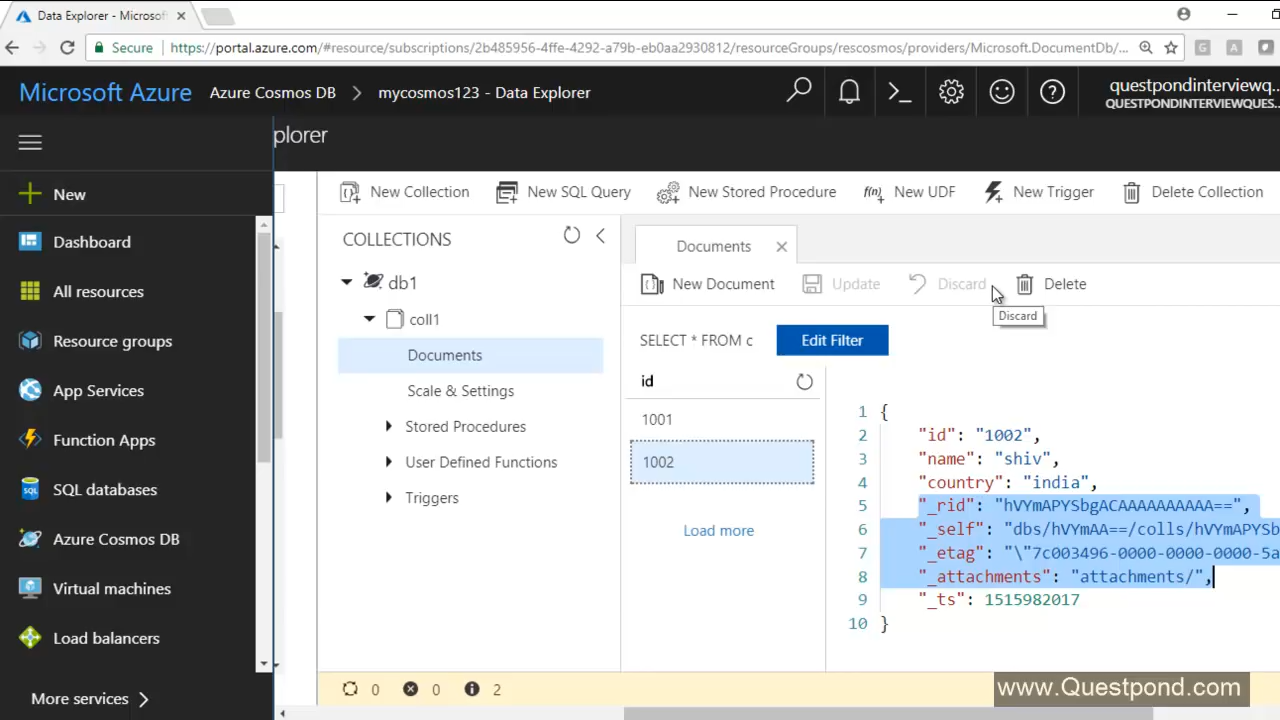 Data Explorer - Microsof
Secure
https://portal.azure.com/#resource/subscriptions/2b485956-4ffe-4292-a79b-eb0aa2930812/resourceGroups/rescosmos/providers/Microsoft.DocumentDb/...
Microsoft Azure
Azure Cosmos DB > mycosmos123 - Data Explorer
questpondinterviewq...
QUESTPONDINTERVIEWQUES...
plorer
New
Dashboard
All resources
Resource groups
App Services
Function Apps
SQL databases
Azure Cosmos DB
Virtual machines
Load balancers
More services >
New Collection
New SQL Query
New Stored Procedure
New UDF
New Trigger
Delete Collection
COLLECTIONS
db1
coll1
Documents
Scale & Settings
Stored Procedures
User Defined Functions
Triggers
Documents
New Document
Update
Discard
Delete
Discard
SELECT * FROM c
Edit Filter
id
1001
1002
Load more
1 {
2 "id": "1002",
3 "name": "shiv",
4 "country": "india",
5 "_rid": "hVYmAPYSbgACAAAAAAAAAA==",
6 "_self": "dbs/hVYmAA==/colls/hVYmAPYSb
7 "_etag": "\"7c003496-0000-0000-0000-5a
8 "_attachments": "attachments/",
9 "_ts": 1515982017
10 }
0 0 2
www.Questpond.com